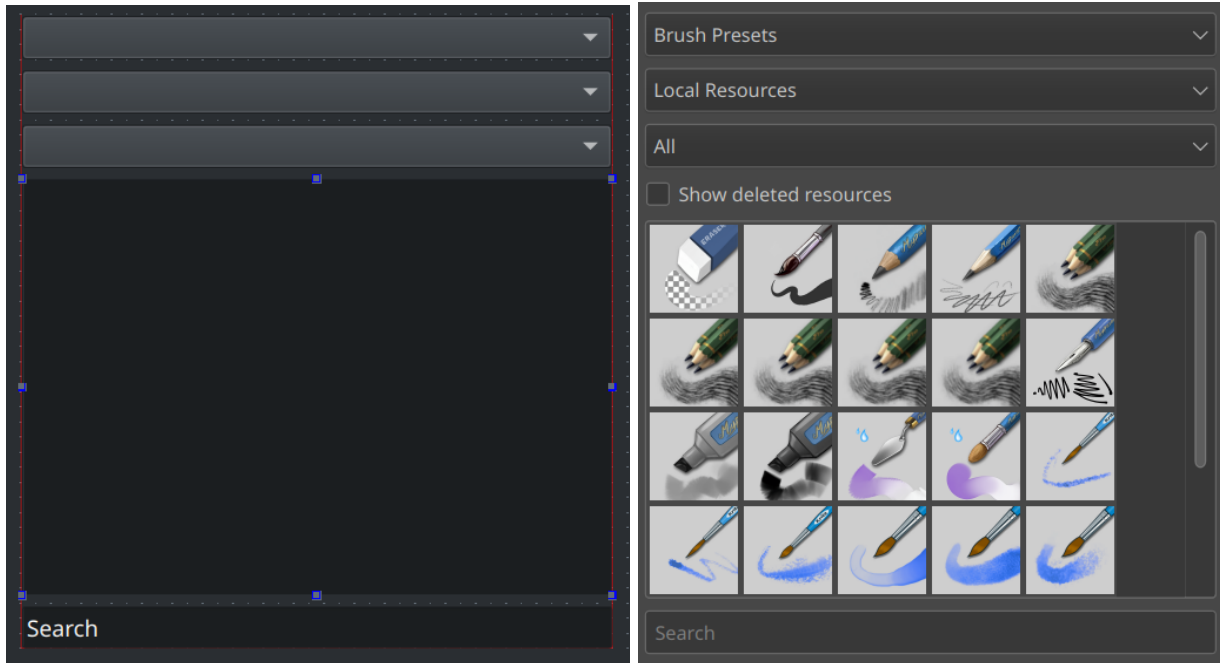 Search
Brush Presets
Local Resources
All
Show deleted resources
ERASER
Search